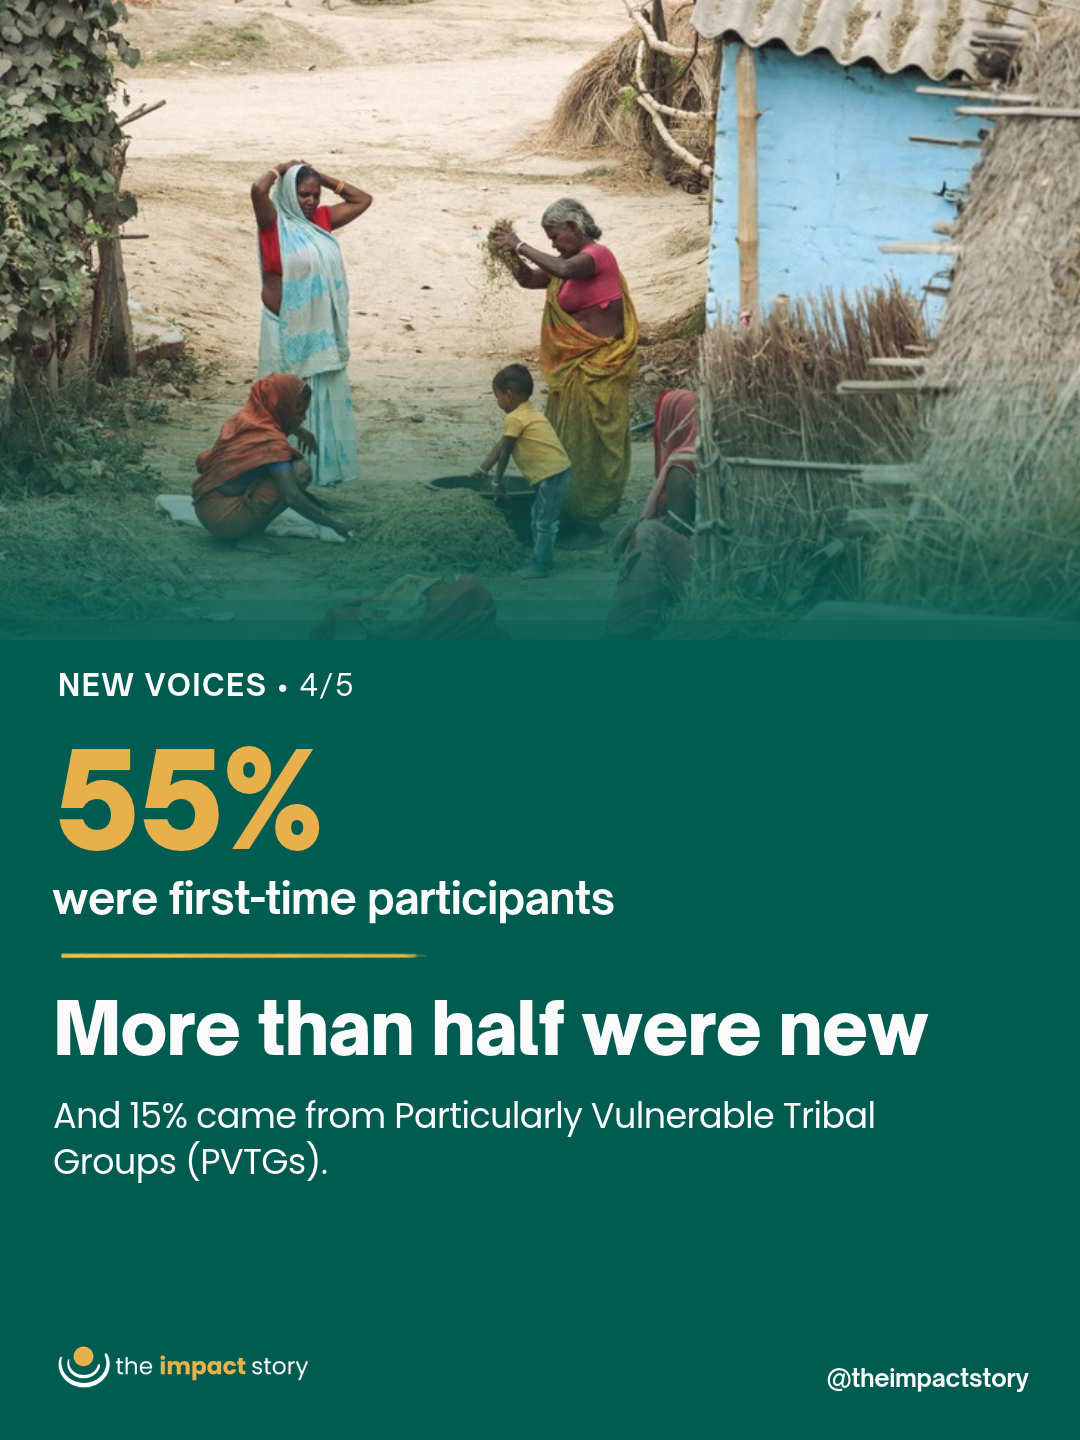 NEW VOICES • 4/5
55%
were first-time participants
More than half were new
And 15% came from Particularly Vulnerable Tribal
Groups (PVTGs).
the impact story
@theimpactstory